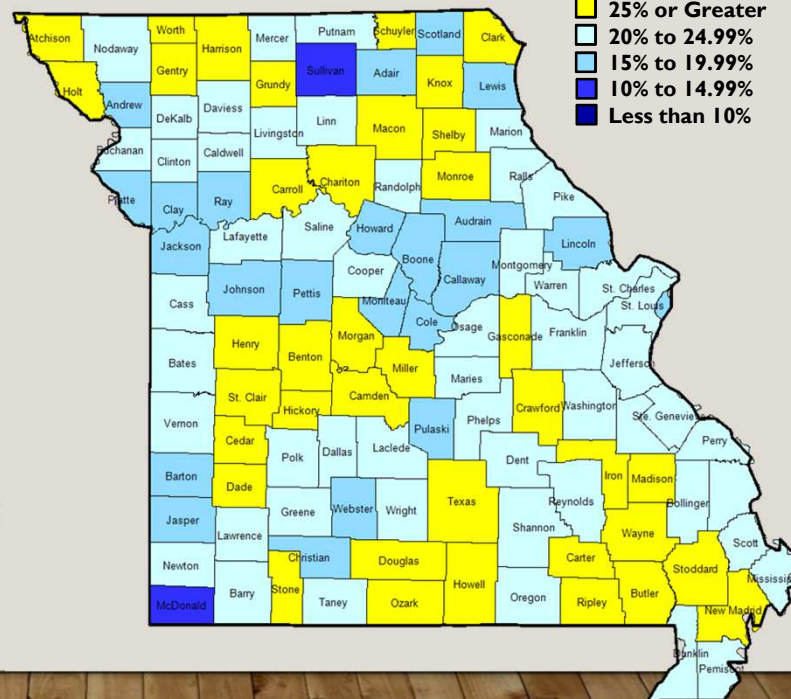 25% or Greater
20% to 24.99%
15% to 19.99%
10% to 14.99%
Less than 10%
Atchison
Nodaway
Worth
Harrison
Mercer
Putnam
Schuyler
Scotland
Clark
Gentry
Sullivan
Adair
Knox
Lewis
Holt
Andrew
Grundy
DeKalb
Daviess
Livingston
Linn
Macon
Shelby
Marion
Buchanan
Clinton
Caldwell
Carroll
Chariton
Randolph
Monroe
Ralls
Pike
Platte
Clay
Ray
Saline
Howard
Audrain
Jackson
Lafayette
Boone
Callaway
Montgomery
Lincoln
Cooper
Warren
St. Charles
St. Louis
Cass
Johnson
Pettis
Moniteau
Cole
Osage
Gasconade
Franklin
Jefferson
Henry
Benton
Morgan
Miller
Maries
Bates
St. Clair
Hickory
Camden
Crawford
Washington
Ste. Genevieve
Perry
Vernon
Cedar
Polk
Dallas
Laclede
Pulaski
Phelps
Dent
Iron
Madison
Barton
Dade
Greene
Webster
Wright
Texas
Reynolds
Bollinger
Jasper
Lawrence
Shannon
Wayne
Scott
Newton
Christian
Douglas
Howell
Carter
Stoddard
Mississi
McDonald
Barry
Stone
Taney
Ozark
Oregon
Ripley
Butler
New Madrid
Dunklin
Pemiscot